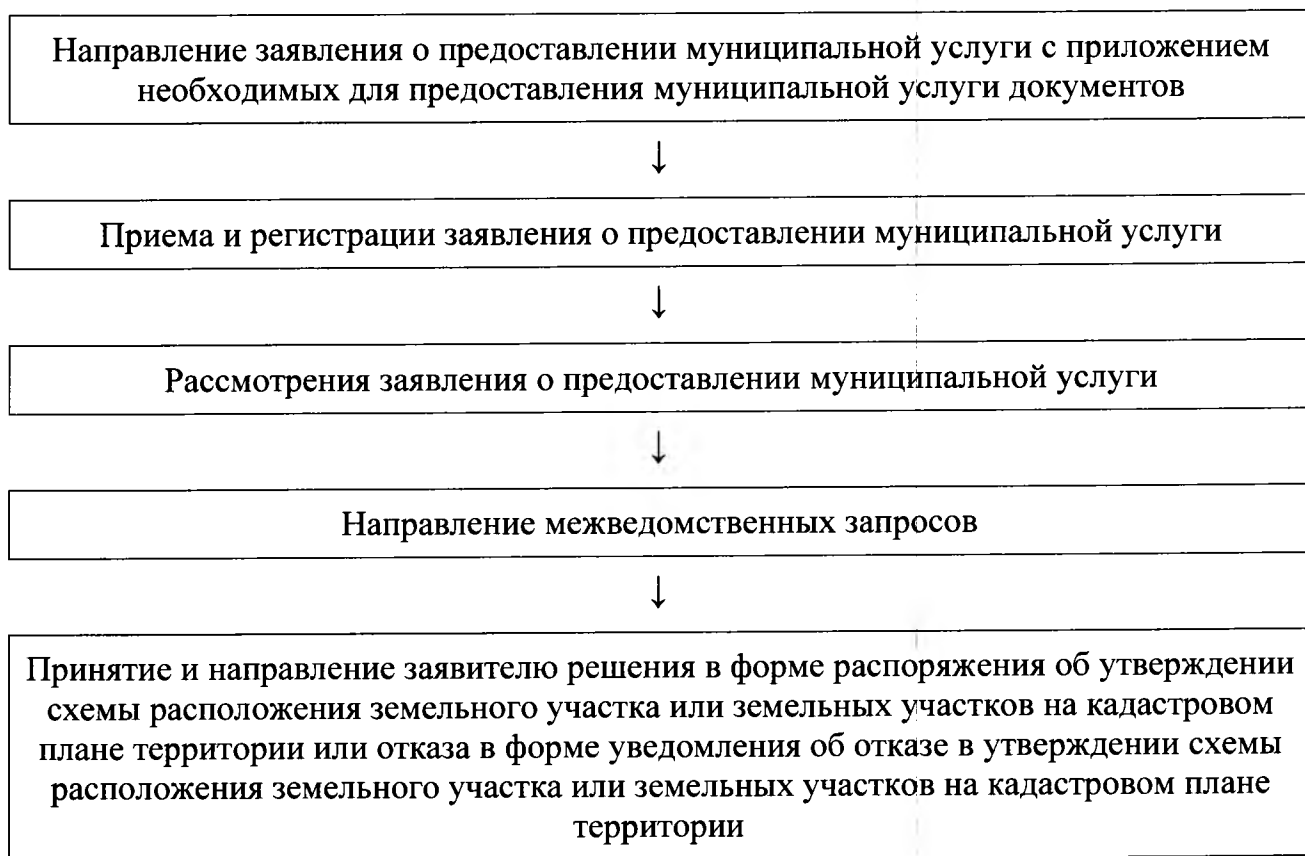 Направление заявления о предоставлении муниципальной услуги с приложением
необходимых для предоставления муниципальной услуги документов
↓
Приема и регистрации заявления о предоставлении муниципальной услуги
↓
Рассмотрения заявления о предоставлении муниципальной услуги
↓
Направление межведомственных запросов
↓
Принятие и направление заявителю решения в форме распоряжения об утверждении
схемы расположения земельного участка или земельных участков на кадастровом
плане территории или отказа в форме уведомления об отказе в утверждении схемы
расположения земельного участка или земельных участков на кадастровом плане
территории